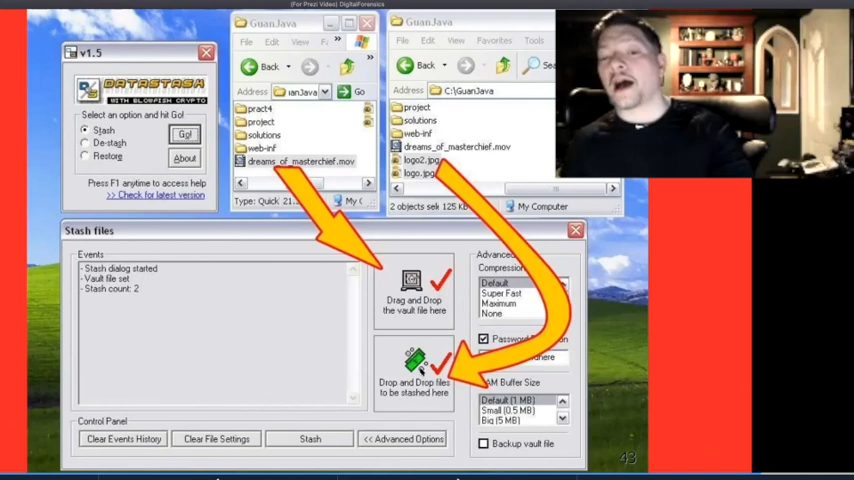 (For Prezi Video) DigitalForensics
v1.5
DATASTASH
WITH BLOWFISH CRYPTO
Select an option and hit Go!
Stash
De-stash
Restore
Go!
About
Press F1 anytime to access help
>> Check for latest version
GuanJava
File Edit View
Back
Address uanJava Go
pract4
project
solutions
web-inf
dreams_of_masterchief.mov
Type: Quick 21.
GuanJava
File Edit View Favorites Tools
Back Sea
Address C:\GuanJava
project
solutions
web-inf
dreams_of_masterchief.mov
logo2.jpg
logo.jpg
2 objects sele 125 KB My Computer
Stash files
Events
- Stash dialog started
- Vault file set
- Stash count: 2
Drag and Drop
the vault file here
Drop and Drop files
to be stashed here
Advanced
Compression
Default
Super Fast
Maximum
None
Password
here
AM Buffer Size
Default (1 MB)
Small (0.5 MB)
Big (5 MB)
Backup vault file
Control Panel
Clear Events History
Clear File Settings
Stash
<< Advanced Options
43